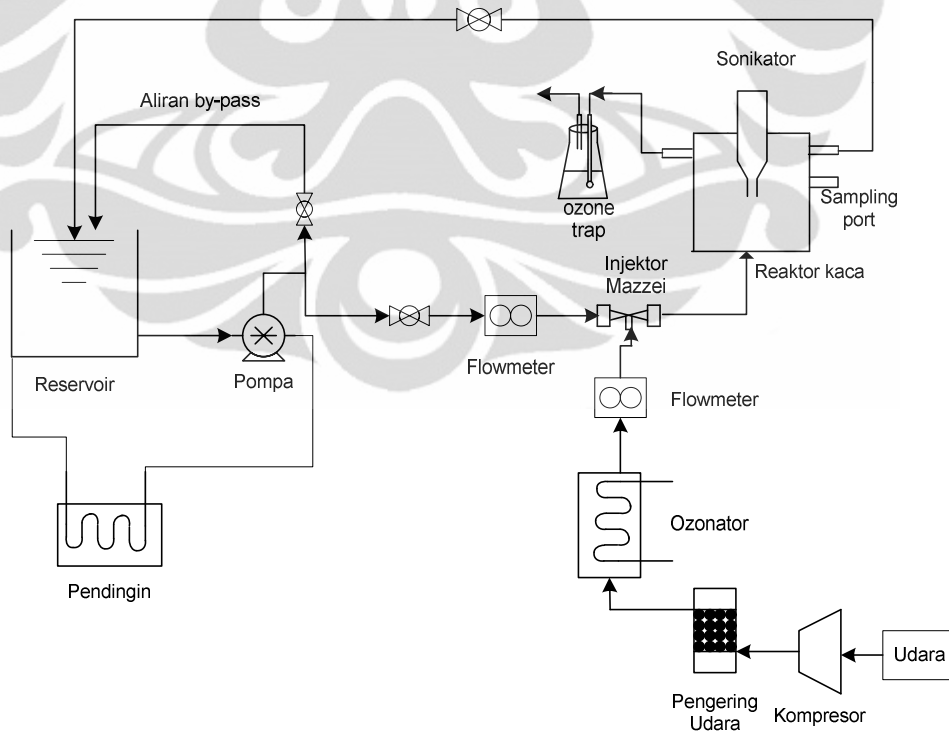 Sonikator
Aliran by-pass
Sampling
port
ozone
trap
Injektor
Mazzei
Reaktor kaca
Reservoir
Pompa
Flowmeter
Flowmeter
Ozonator
Pendingin
Udara
Pengering
Udara
Kompresor